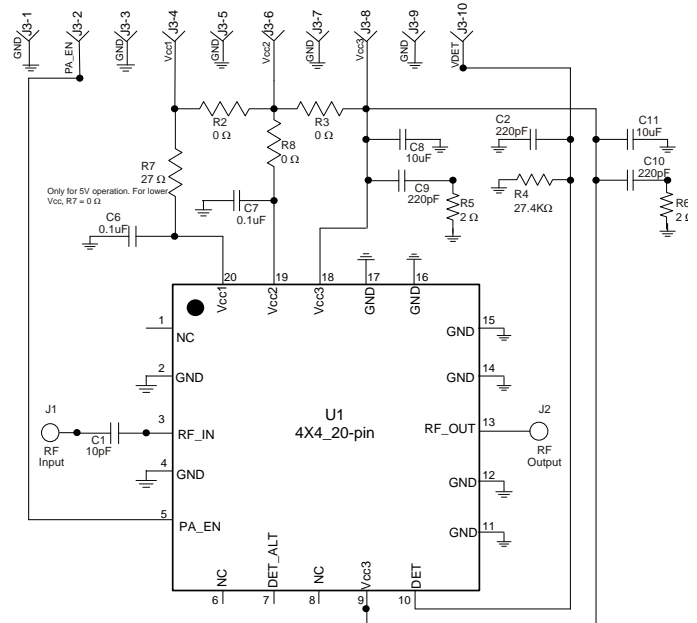 J3-1
J3-2
J3-3
J3-4
J3-5
J3-6
J3-7
J3-8
J3-9
J3-10
GND
PA_EN
GND
Vcc1
GND
Vcc2
GND
Vcc3
GND
VDET
R2
0 Ω
R3
0 Ω
R8
0 Ω
R7
27 Ω
Only for 5V operation. For lower
Vcc, R7 = 0 Ω
C8
10uF
C2
220pF
C11
10uF
C9
220pF
R5
2 Ω
R4
27.4KΩ
C10
220pF
R6
2 Ω
C6
0.1uF
C7
0.1uF
20
19
18
17
16
Vcc1
Vcc2
Vcc3
GND
GND
1
NC
2
GND
3
RF_IN
4
GND
5
PA_EN
J1
RF
Input
C1
10pF
U1
4X4_20-pin
15
GND
14
GND
13
RF_OUT
12
GND
11
GND
J2
RF
Output
NC
DET_ALT
NC
Vcc3
DET
6
7
8
9
10